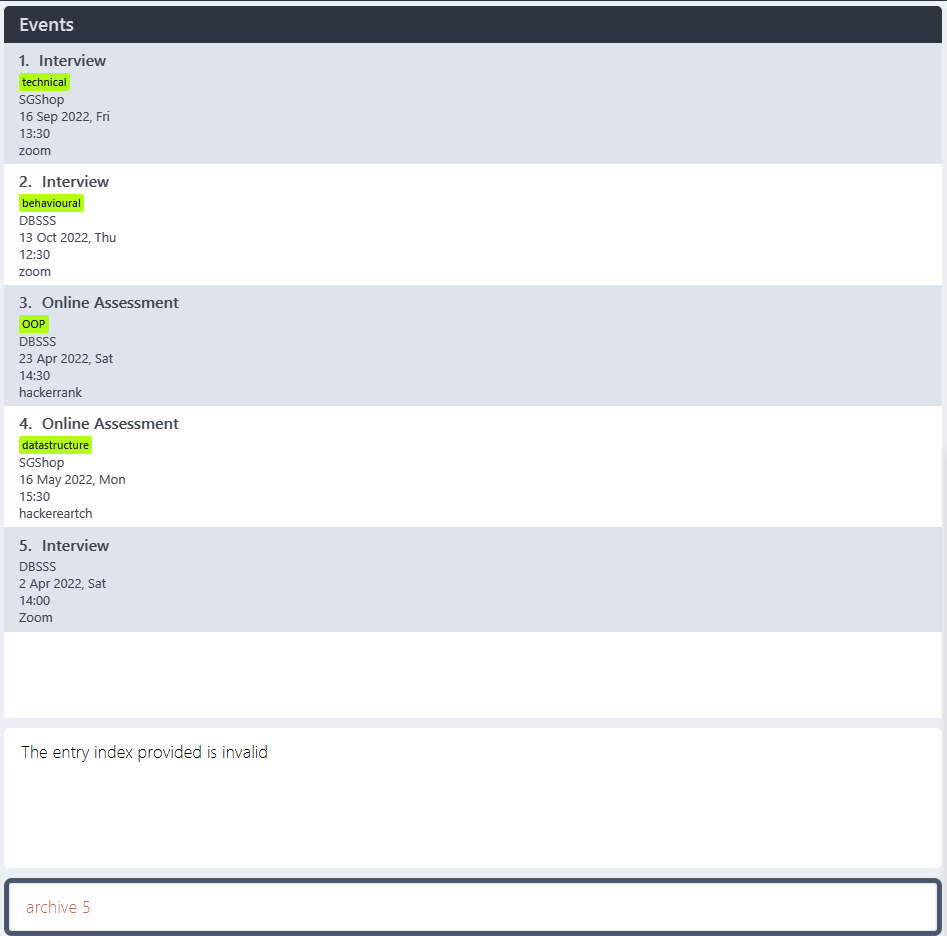 Events
1. Interview
technical
SGShop
16 Sep 2022, Fri
13:30
zoom
2. Interview
behavioural
DBSSS
13 Oct 2022, Thu
12:30
zoom
3. Online Assessment
OOP
DBSSS
23 Apr 2022, Sat
14:30
hackerrank
4. Online Assessment
datastructure
SGShop
16 May 2022, Mon
15:30
hackereartch
5. Interview
DBSSS
2 Apr 2022, Sat
14:00
Zoom
The entry index provided is invalid
archive 5